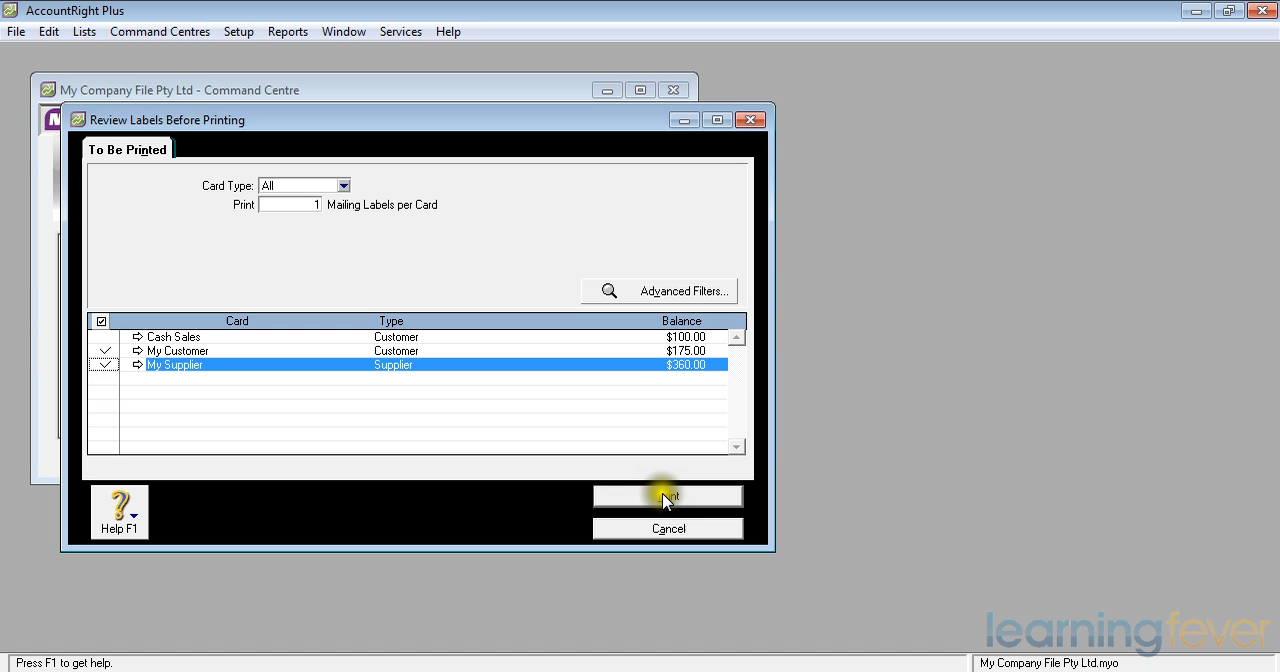 AccountRight Plus
File Edit Lists Command Centres Setup Reports Window Services Help
My Company File Pty Ltd - Command Centre
Review Labels Before Printing
To Be Printed
Card Type: All
Print 1 Mailing Labels per Card
Advanced Filters...
Card Type Balance
Cash Sales Customer $100.00
My Customer Customer $175.00
My Supplier Supplier $360.00
Help F1
Print
Cancel
learningfever
Press F1 to get help.
My Company File Pty Ltd.myo